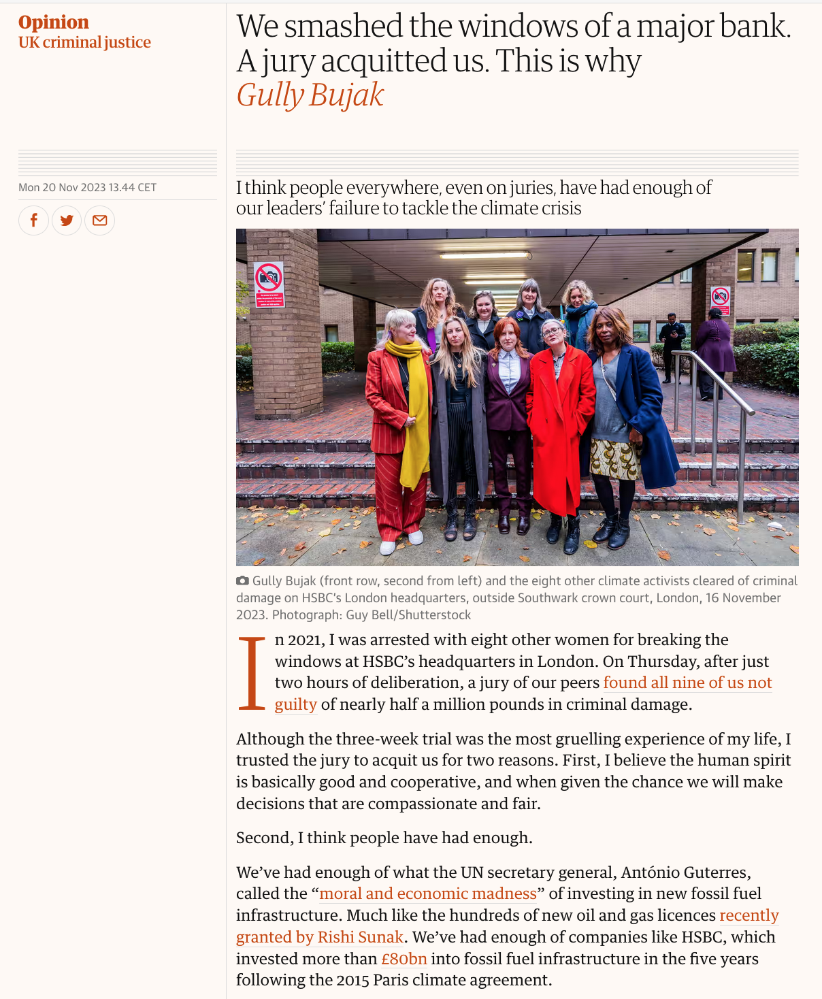 Opinion
UK criminal justice
We smashed the windows of a major bank.
A jury acquitted us. This is why
Gully Bujak
Mon 20 Nov 2023 13.44 CET
I think people everywhere, even on juries, have had enough of
our leaders' failure to tackle the climate crisis
Gully Bujak (front row, second from left) and the eight other climate activists cleared of criminal
damage on HSBC's London headquarters, outside Southwark crown court, London, 16 November
2023. Photograph: Guy Bell/Shutterstock
In 2021, I was arrested with eight other women for breaking the
windows at HSBC's headquarters in London. On Thursday, after just
two hours of deliberation, a jury of our peers found all nine of us not
guilty of nearly half a million pounds in criminal damage.
Although the three-week trial was the most gruelling experience of my life, I
trusted the jury to acquit us for two reasons. First, I believe the human spirit
is basically good and cooperative, and when given the chance we will make
decisions that are compassionate and fair.
Second, I think people have had enough.
We've had enough of what the UN secretary general, António Guterres,
called the “moral and economic madness” of investing in new fossil fuel
infrastructure. Much like the hundreds of new oil and gas licences recently
granted by Rishi Sunak. We've had enough of companies like HSBC, which
invested more than £80bn into fossil fuel infrastructure in the five years
following the 2015 Paris climate agreement.